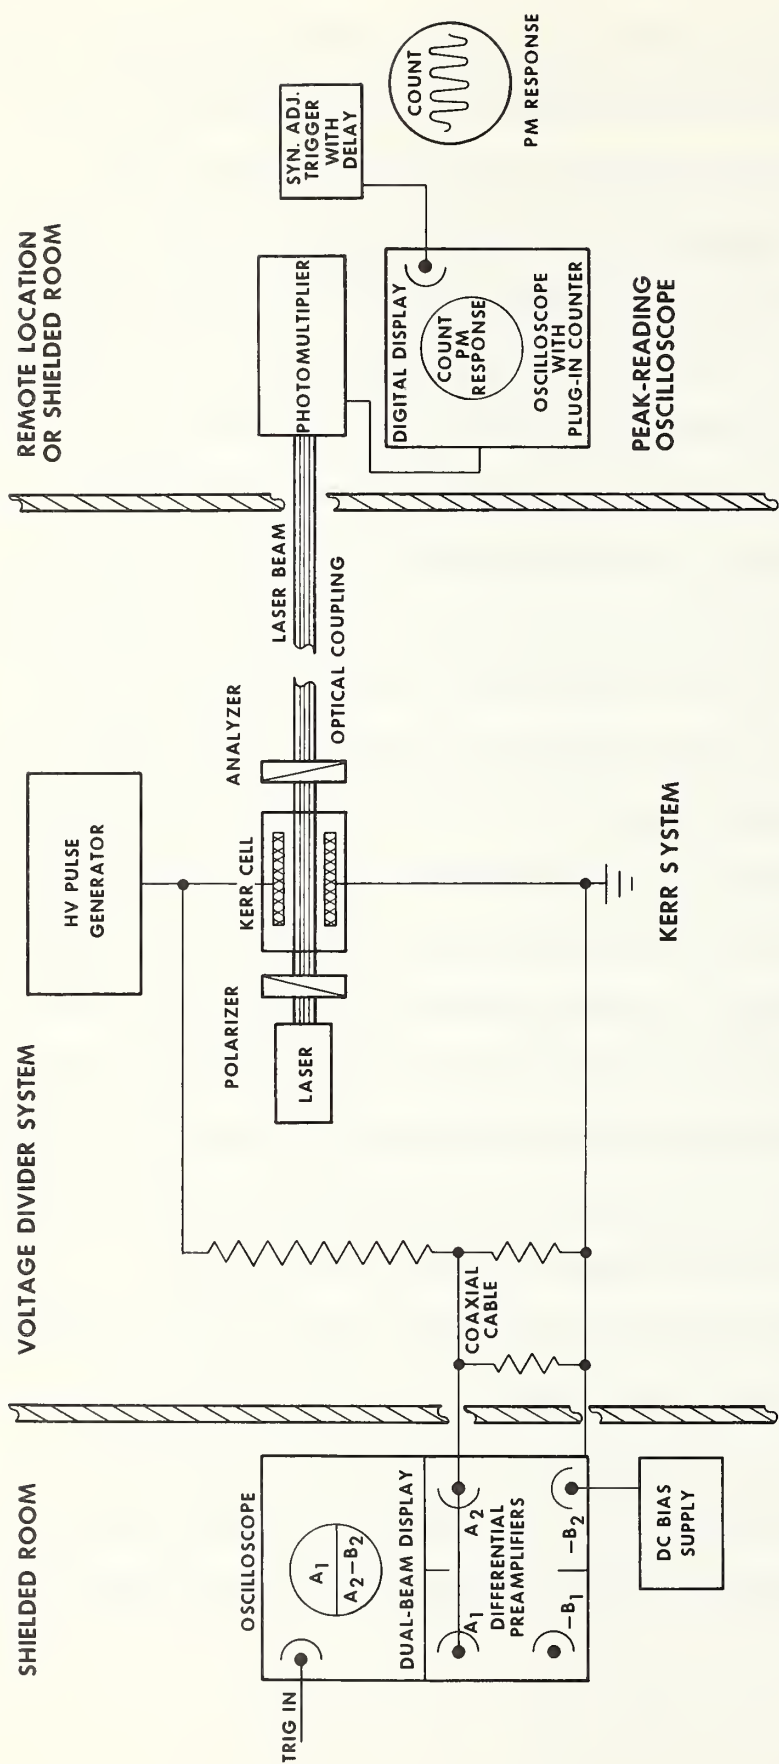 SHIELDED ROOM
VOLTAGE DIVIDER SYSTEM
REMOTE LOCATION
OR SHIELDED ROOM
TRIG IN
OSCILLOSCOPE
A1
A2-B2
DUAL-BEAM DISPLAY
A1
A2
DIFFERENTIAL
PREAMPLIFIERS
-B1
-B2
DC BIAS
SUPPLY
COAXIAL
CABLE
HV PULSE
GENERATOR
POLARIZER
KERR CELL
ANALYZER
LASER
LASER BEAM
OPTICAL COUPLING
KERR SYSTEM
PHOTOMULTIPLIER
SYN. ADJ.
TRIGGER
WITH
DELAY
DIGITAL DISPLAY
COUNT
PM
RESPONSE
OSCILLOSCOPE
WITH
PLUG-IN COUNTER
PEAK-READING
OSCILLOSCOPE
COUNT
PM RESPONSE